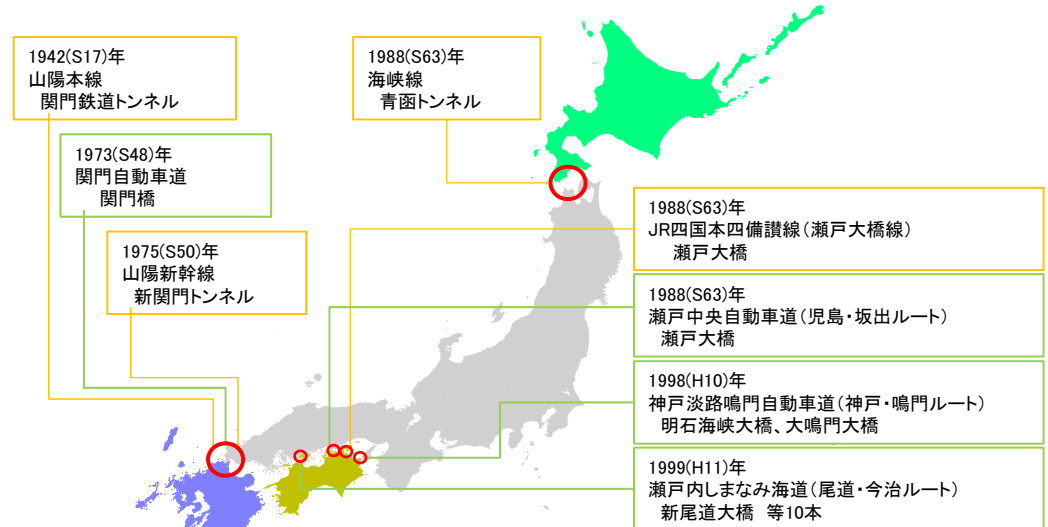 1942(S17)年
山陽本線
関門鉄道トンネル
1973(S48)年
関門自動車道
関門橋
1975(S50)年
山陽新幹線
新関門トンネル
1988(S63)年
海峡線
青函トンネル
1988(S63)年
JR四国本四備讃線(瀬戸大橋線)
瀬戸大橋
1988(S63)年
瀬戸中央自動車道(児島・坂出ルート)
瀬戸大橋
1998(H10)年
神戸淡路鳴門自動車道(神戸・鳴門ルート)
明石海峡大橋、大鳴門大橋
1999(H11)年
瀬戸内しまなみ海道(尾道・今治ルート)
新尾道大橋 等10本